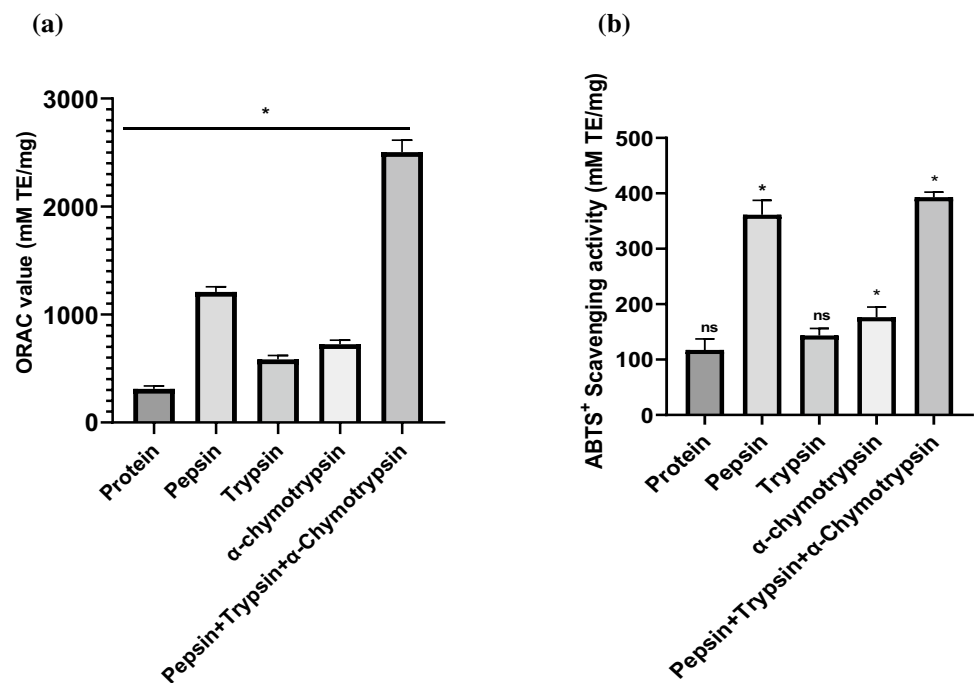 (a)
ORAC value (mM TE/mg)
3000
2000
1000
0
*
Protein
Pepsin
Trypsin
α-chymotrypsin
Pepsin+Trypsin+α-Chymotrypsin
(b)
ABTS⁺ Scavenging activity (mM TE/mg)
500
400
300
200
100
0
ns
*
ns
*
*
Protein
Pepsin
Trypsin
α-chymotrypsin
Pepsin+Trypsin+α-Chymotrypsin